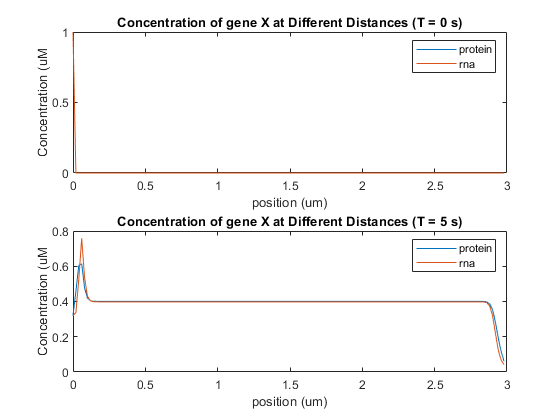 Concentration of gene X at Different Distances (T = 0 s)
1
0.5
0
Concentration (uM
protein
rna
0 0.5 1 1.5 2 2.5 3
position (um)
Concentration of gene X at Different Distances (T = 5 s)
0.8
0.6
0.4
0.2
0
Concentration (uM
protein
rna
0 0.5 1 1.5 2 2.5 3
position (um)